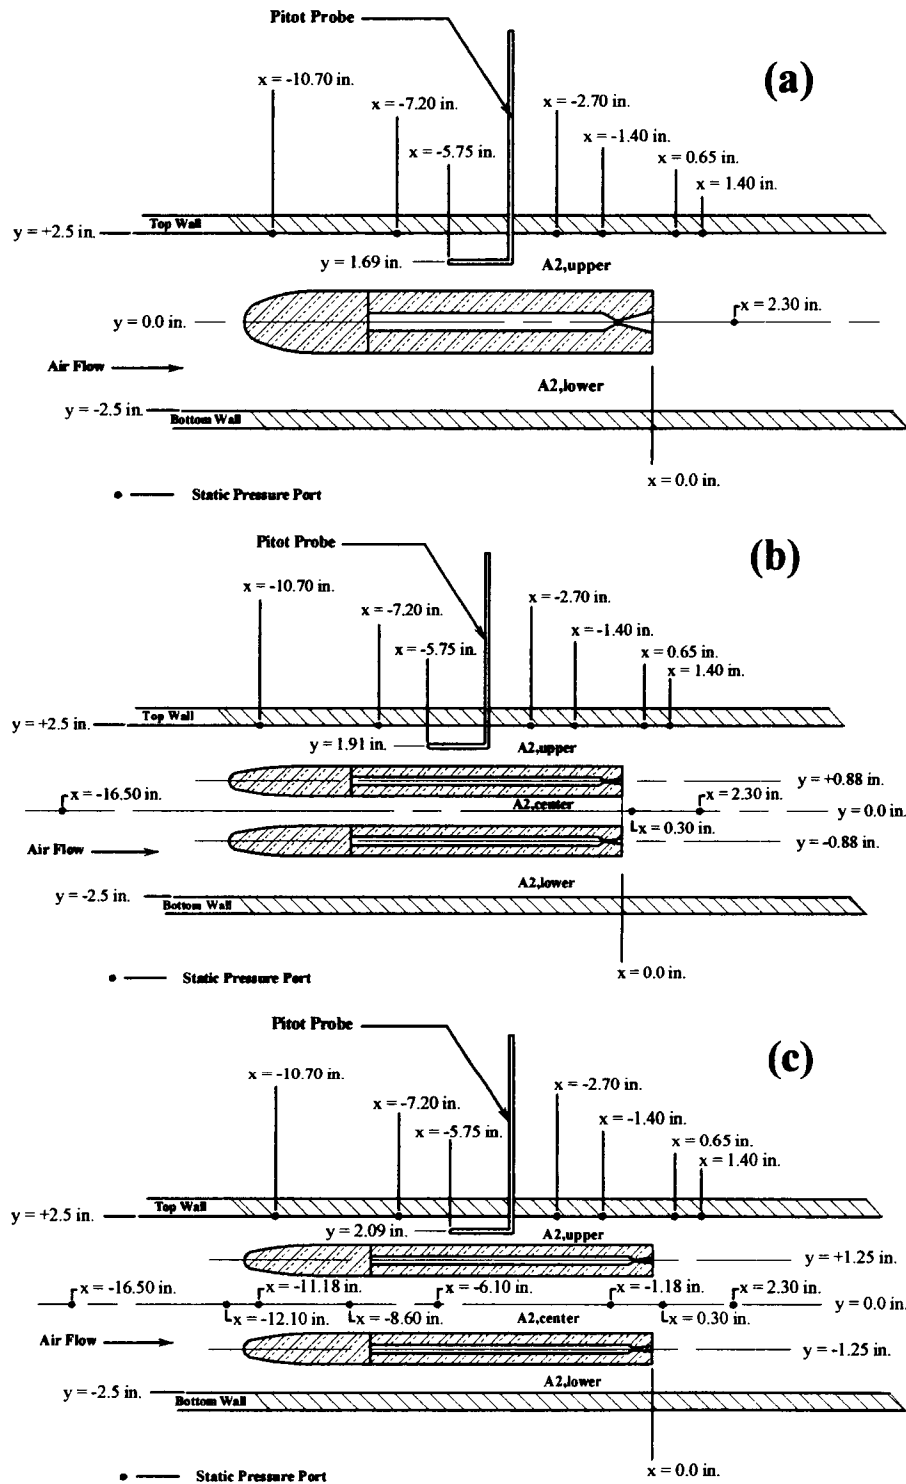 Pitot Probe
(a)
x = -10.70 in.
x = -7.20 in.
x = -2.70 in.
x = -1.40 in.
x = -5.75 in.
x = 0.65 in.
x = 1.40 in.
Top Wall
y = +2.5 in.
y = 1.69 in.
A2,upper
x = 2.30 in.
y = 0.0 in.
Air Flow
A2,lower
y = -2.5 in.
Bottom Wall
x = 0.0 in.
Static Pressure Port
Pitot Probe
(b)
x = -10.70 in.
x = -2.70 in.
x = -7.20 in.
x = -1.40 in.
x = -5.75 in.
x = 0.65 in.
x = 1.40 in.
Top Wall
y = +2.5 in.
y = 1.91 in.
A2,upper
y = +0.88 in.
x = -16.50 in.
A2,center
x = 2.30 in.
y = 0.0 in.
x = 0.30 in.
Air Flow
y = -0.88 in.
A2,lower
y = -2.5 in.
Bottom Wall
x = 0.0 in.
Static Pressure Port
Pitot Probe
(c)
x = -10.70 in.
x = -2.70 in.
x = -7.20 in.
x = -1.40 in.
x = -5.75 in.
x = 0.65 in.
x = 1.40 in.
Top Wall
y = +2.5 in.
y = 2.09 in.
A2,upper
y = +1.25 in.
x = -16.50 in.
x = -11.18 in.
x = -6.10 in.
x = -1.18 in.
x = 2.30 in.
y = 0.0 in.
x = -12.10 in.
x = -8.60 in.
A2,center
x = 0.30 in.
Air Flow
y = -1.25 in.
A2,lower
y = -2.5 in.
Bottom Wall
x = 0.0 in.
Static Pressure Port